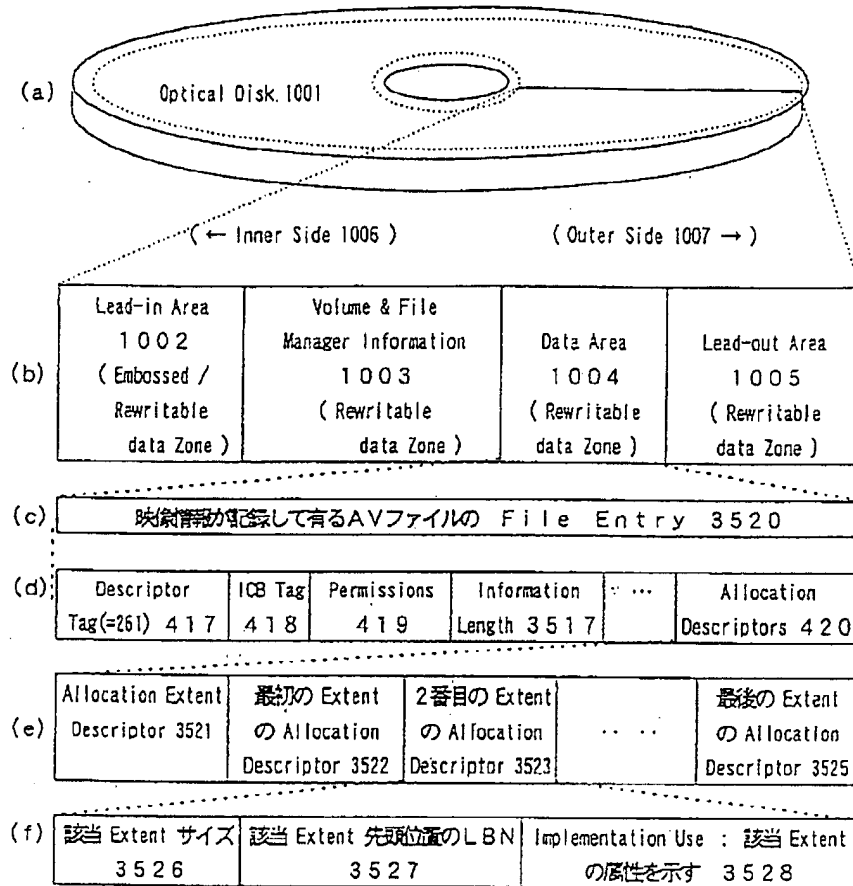 (a)
Optical Disk 1001
( ← Inner Side 1006 )
( Outer Side 1007 → )
(b)
Lead-in Area
1002
( Embossed /
Rewritable
data Zone )
Volume & File
Manager Information
1003
( Rewritable
data Zone )
Data Area
1004
( Rewritable
data Zone )
Lead-out Area
1005
( Rewritable
data Zone )
(c)
映像情報が記録して有るAVファイルの File Entry 3520
(d)
Descriptor
Tag(=261) 417
ICB Tag
418
Permissions
419
Information
Length 3517
...
Allocation
Descriptors 420
(e)
Allocation Extent
Descriptor 3521
最初の Extent
の Allocation
Descriptor 3522
2番目の Extent
の Allocation
Descriptor 3523
.. ..
最後の Extent
の Allocation
Descriptor 3525
(f)
該当 Extent サイズ
3526
該当 Extent 先頭位置のLBN
3527
Implementation Use : 該当 Extent
の属性を示す 3528